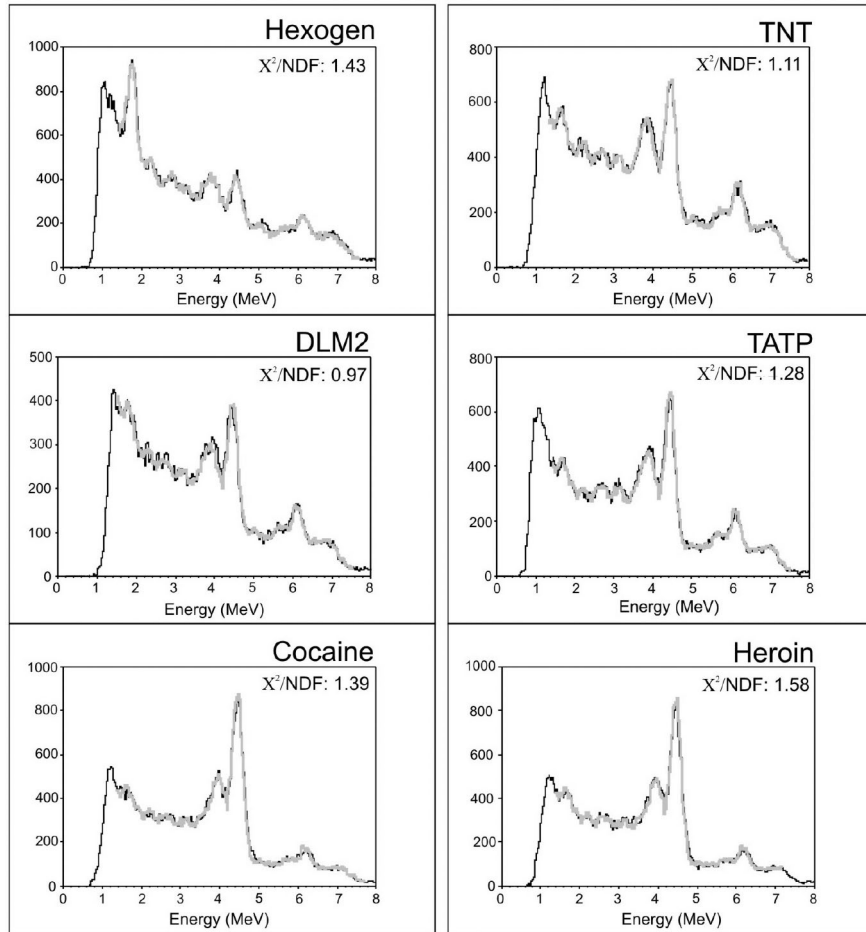 Hexogen
X²/NDF: 1.43
1000
800
600
400
200
0
0 1 2 3 4 5 6 7 8
Energy (MeV)
TNT
X²/NDF: 1.11
800
600
400
200
0
0 1 2 3 4 5 6 7 8
Energy (MeV)
DLM2
X²/NDF: 0.97
500
400
300
200
100
0
0 1 2 3 4 5 6 7 8
Energy (MeV)
TATP
X²/NDF: 1.28
800
600
400
200
0
0 1 2 3 4 5 6 7 8
Energy (MeV)
Cocaine
X²/NDF: 1.39
1000
800
600
400
200
0
0 1 2 3 4 5 6 7 8
Energy (MeV)
Heroin
X²/NDF: 1.58
1000
800
600
400
200
0
0 1 2 3 4 5 6 7 8
Energy (MeV)